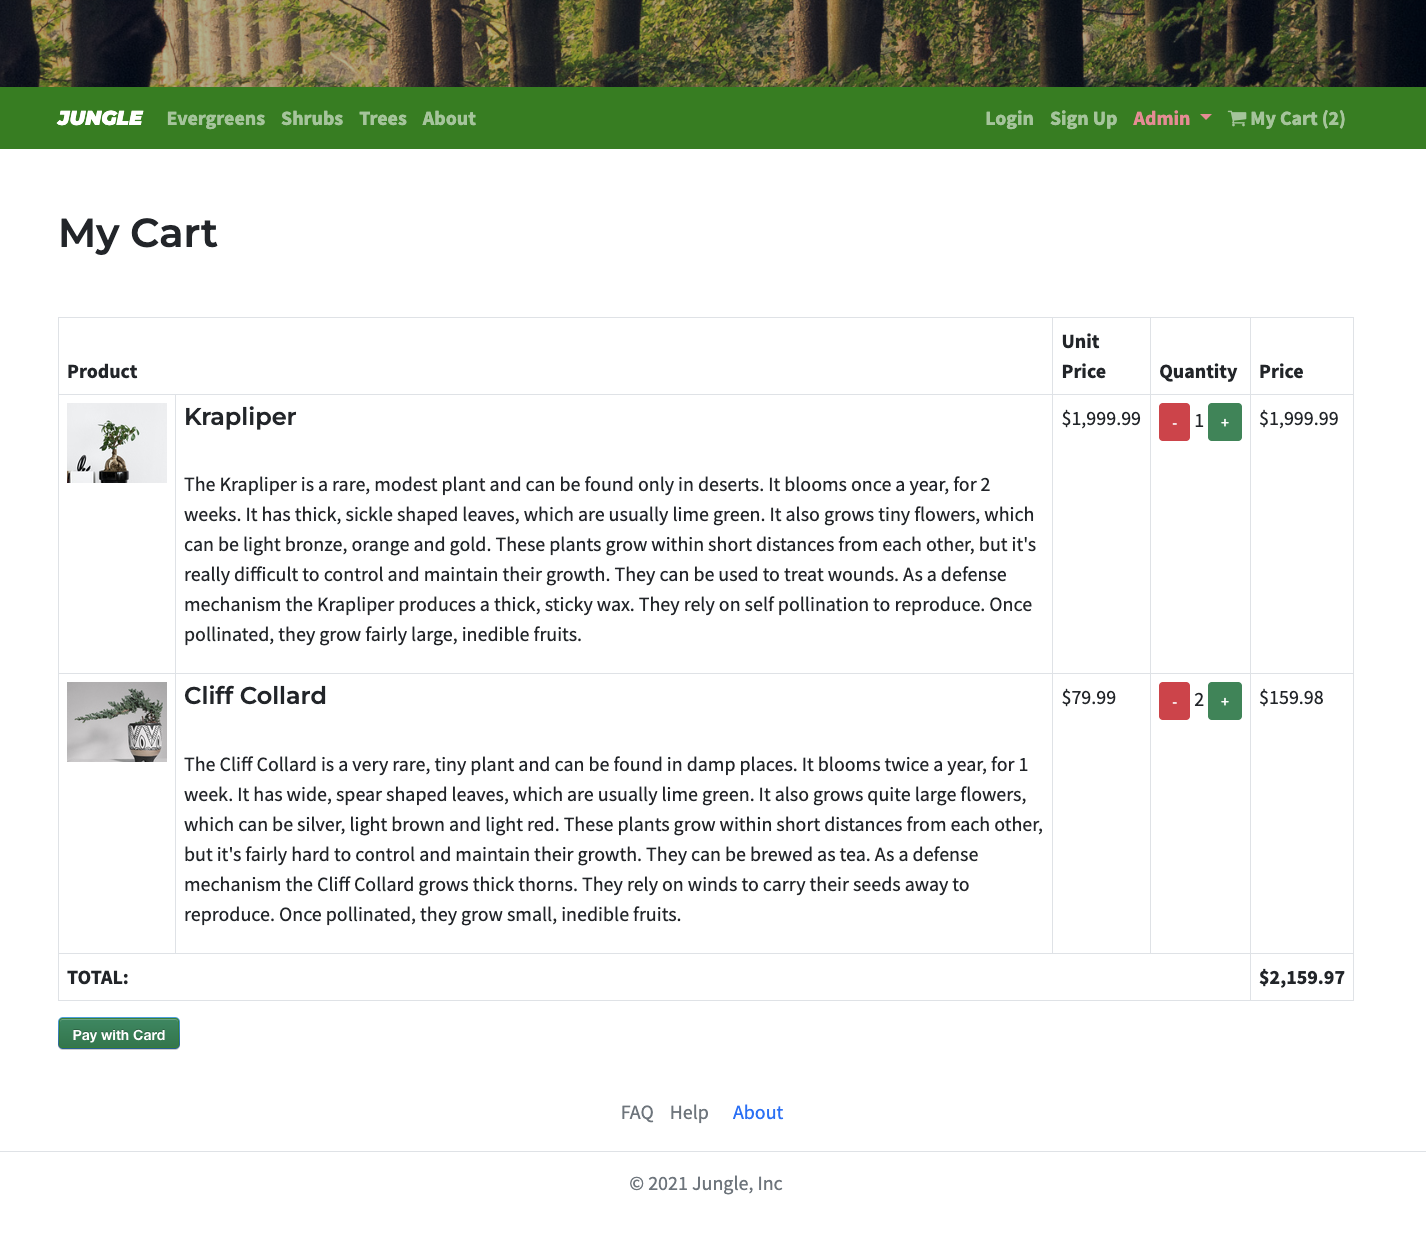 JUNGLE Evergreens Shrubs Trees About Login Sign Up Admin My Cart (2)
My Cart
Product Unit Price Quantity Price
Krapliper $1,999.99 - 1 + $1,999.99
The Krapliper is a rare, modest plant and can be found only in deserts. It blooms once a year, for 2
weeks. It has thick, sickle shaped leaves, which are usually lime green. It also grows tiny flowers, which
can be light bronze, orange and gold. These plants grow within short distances from each other, but it's
really difficult to control and maintain their growth. They can be used to treat wounds. As a defense
mechanism the Krapliper produces a thick, sticky wax. They rely on self pollination to reproduce. Once
pollinated, they grow fairly large, inedible fruits.
Cliff Collard $79.99 - 2 + $159.98
The Cliff Collard is a very rare, tiny plant and can be found in damp places. It blooms twice a year, for 1
week. It has wide, spear shaped leaves, which are usually lime green. It also grows quite large flowers,
which can be silver, light brown and light red. These plants grow within short distances from each other,
but it's fairly hard to control and maintain their growth. They can be brewed as tea. As a defense
mechanism the Cliff Collard grows thick thorns. They rely on winds to carry their seeds away to
reproduce. Once pollinated, they grow small, inedible fruits.
TOTAL: $2,159.97
Pay with Card
FAQ Help About
© 2021 Jungle, Inc